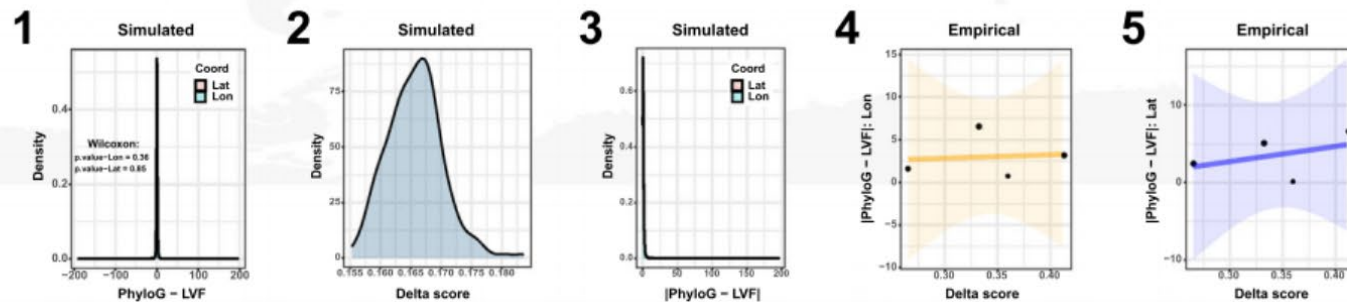 1
Simulated
Density
0.4
0.2
0.0
Coord
Lat
Lon
Wilcoxon:
p.value-Lon = 0.36
p.value-Lat = 0.65
-200 -100 0 100 200
PhyloG - LVF
2
Simulated
Density
75
50
25
0
0.155 0.160 0.165 0.170 0.175 0.180
Delta score
3
Simulated
Density
0.6
0.4
0.2
0.0
Coord
Lat
Lon
0 50 100 150 200
|PhyloG - LVF|
4
Empirical
|PhyloG - LVF|: Lon
15
10
5
0
-5
-10
0.30 0.35 0.40
Delta score
5
Empirical
|PhyloG - LVF|: Lat
10
0
-10
0.30 0.35 0.40
Delta score